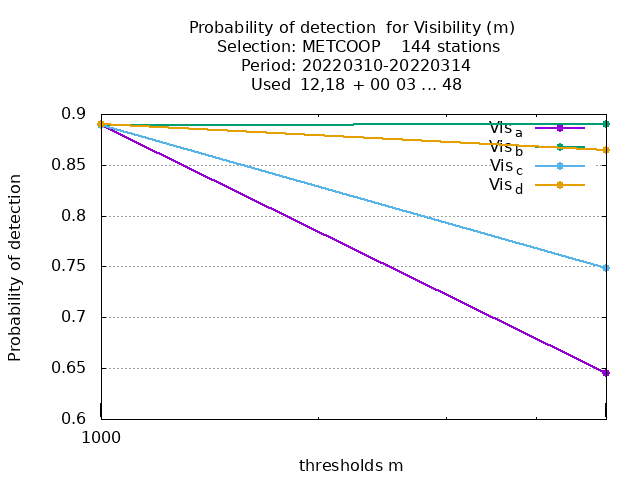 Probability of detection  for Visibility (m)
Selection: METCOOP    144 stations
Period: 20220310-20220314
Used  12,18 + 00 03 ... 48
Vis a
Vis b
Vis c
Vis d
0.9
0.85
0.8
0.75
0.7
0.65
0.6
Probability of detection
1000
thresholds m